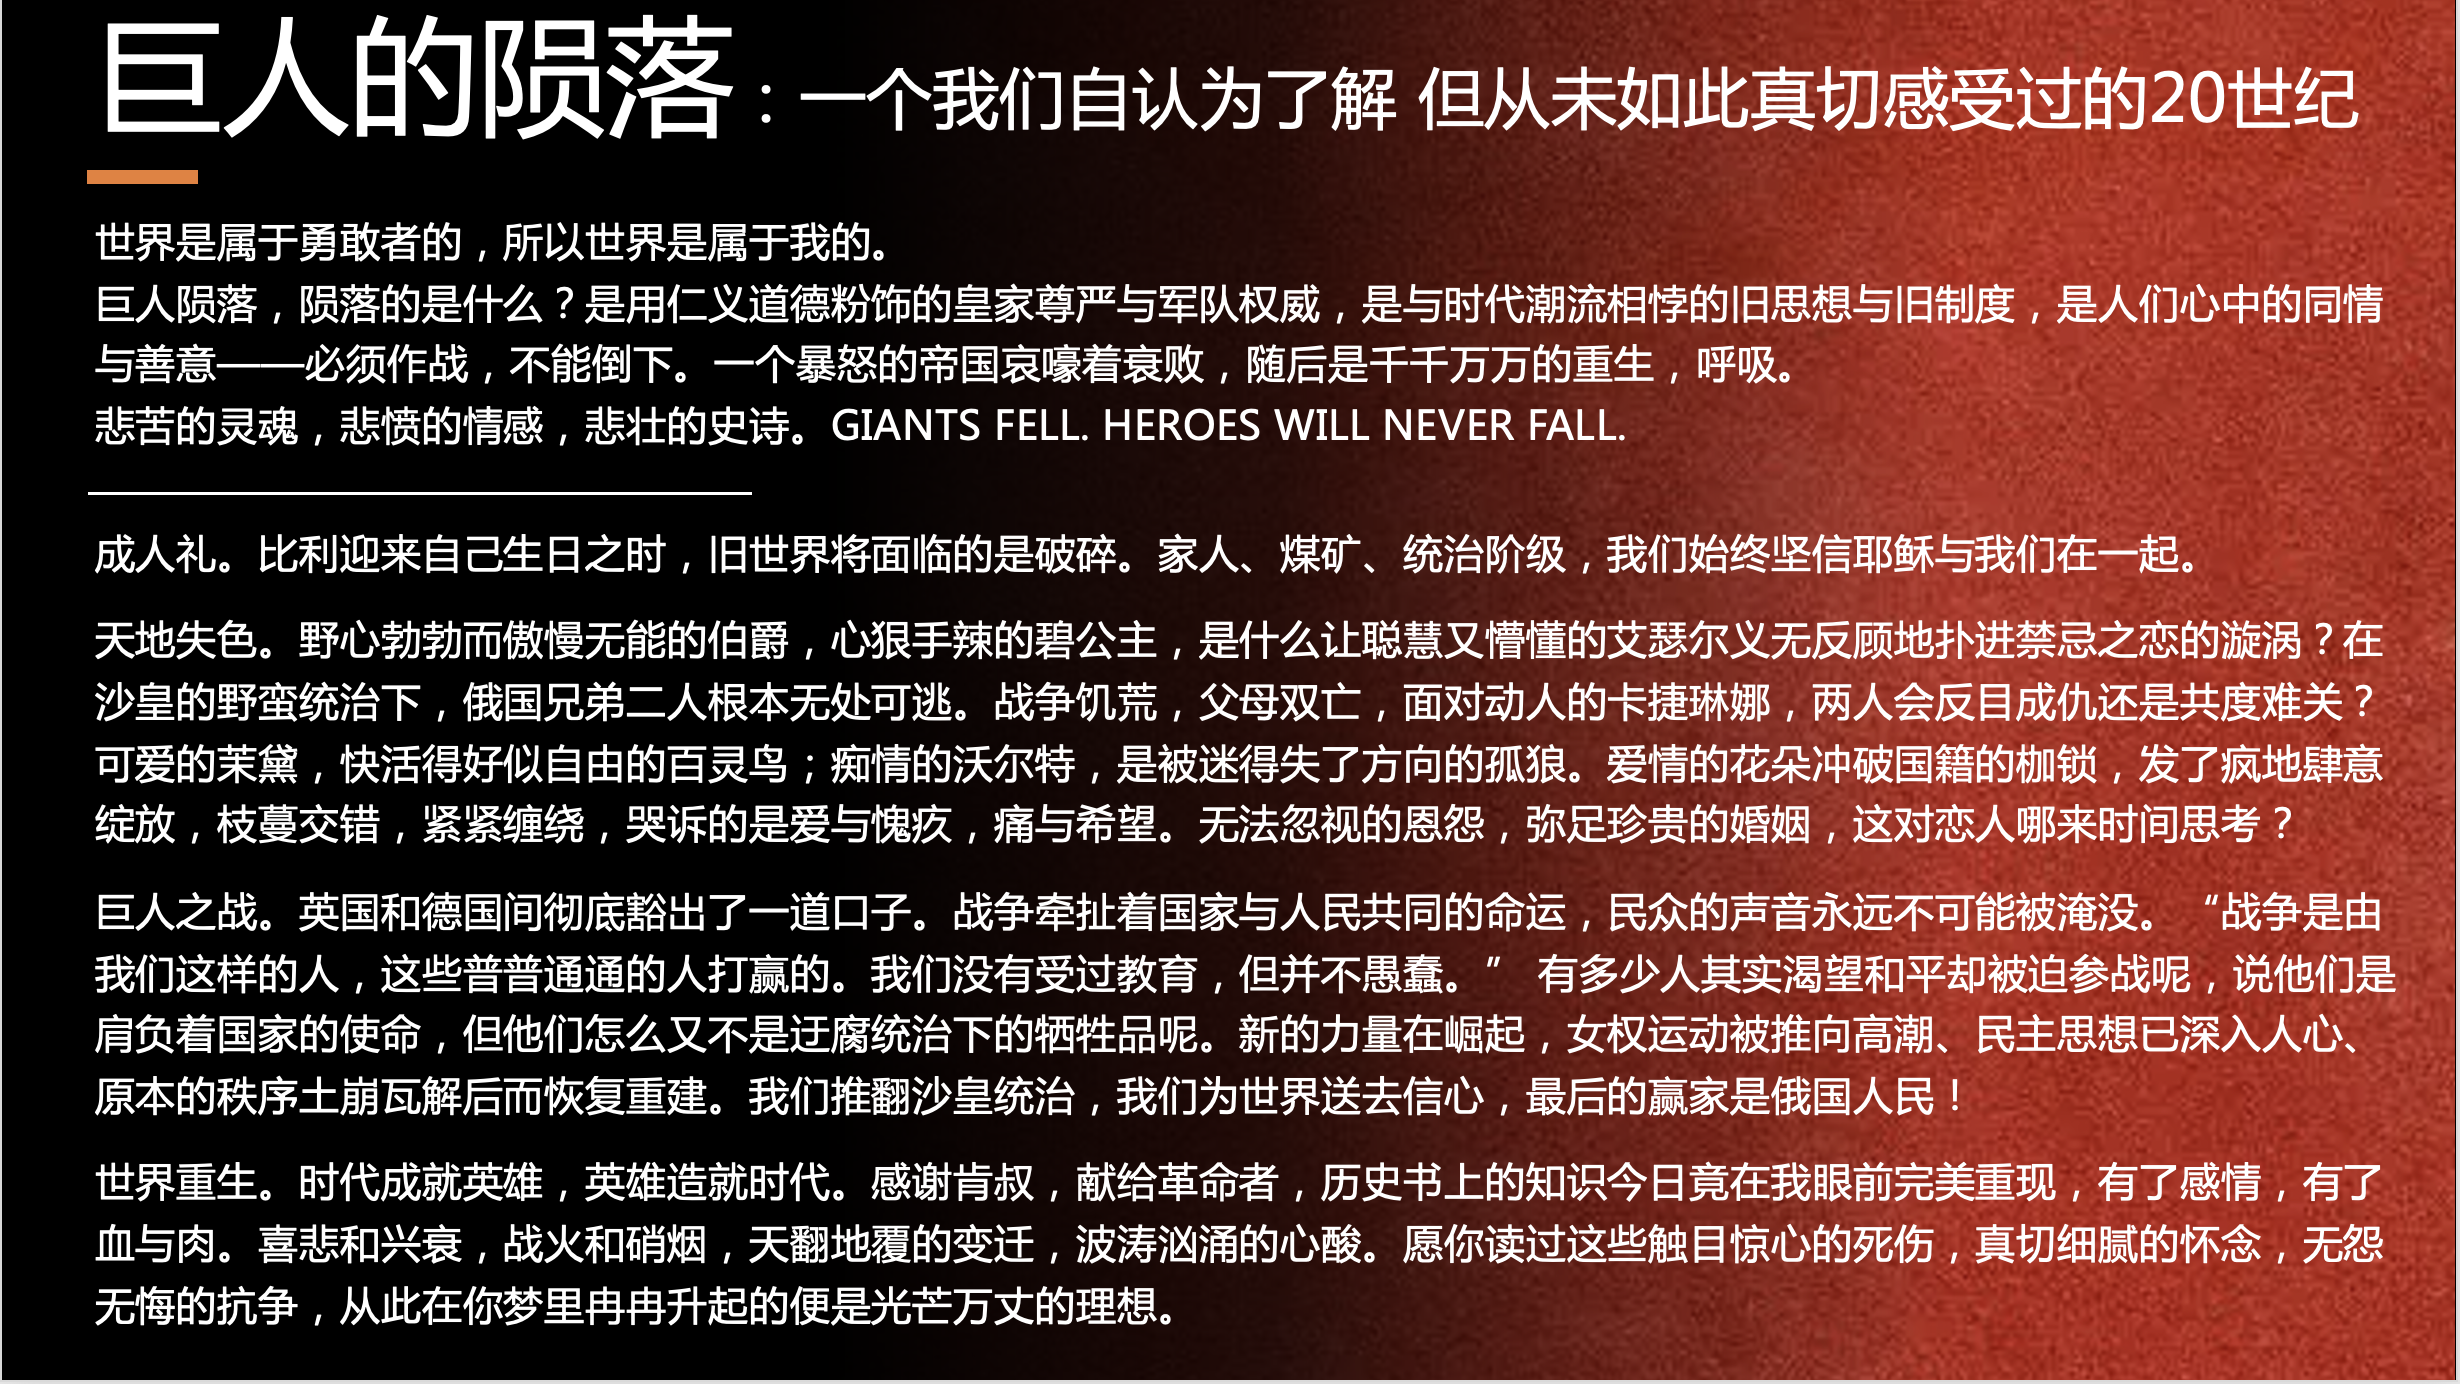 巨人的陨落：一个我们自认为了解 但从未如此真切感受过的20世纪
世界是属于勇敢者的，所以世界是属于我的。
巨人陨落，陨落的是什么？是用仁义道德粉饰的皇家尊严与军队权威，是与时代潮流相悖的旧思想与旧制度，是人们心中的同情
与善意——必须作战，不能倒下。一个暴怒的帝国哀嚎着衰败，随后是千千万万的重生，呼吸。
悲苦的灵魂，悲愤的情感，悲壮的史诗。GIANTS FELL. HEROES WILL NEVER FALL.
成人礼。比利迎来自己生日之时，旧世界将面临的是破碎。家人、煤矿、统治阶级，我们始终坚信耶稣与我们在一起。
天地失色。野心勃勃而傲慢无能的伯爵，心狠手辣的碧公主，是什么让聪慧又懵懂的艾瑟尔义无反顾地扑进禁忌之恋的漩涡？在
沙皇的野蛮统治下，俄国兄弟二人根本无处可逃。战争饥荒，父母双亡，面对动人的卡捷琳娜，两人会反目成仇还是共度难关？
可爱的茉黛，快活得好似自由的百灵鸟；痴情的沃尔特，是被迷得失了方向的孤狼。爱情的花朵冲破国籍的枷锁，发了疯地肆意
绽放，枝蔓交错，紧紧缠绕，哭诉的是爱与愧疚，痛与希望。无法忽视的恩怨，弥足珍贵的婚姻，这对恋人哪来时间思考？
巨人之战。英国和德国间彻底豁出了一道口子。战争牵扯着国家与人民共同的命运，民众的声音永远不可能被淹没。“战争是由
我们这样的人，这些普普通通的人打赢的。我们没有受过教育，但并不愚蠢。” 有多少人其实渴望和平却被迫参战呢，说他们是
肩负着国家的使命，但他们怎么又不是迂腐统治下的牺牲品呢。新的力量在崛起，女权运动被推向高潮、民主思想已深入人心、
原本的秩序土崩瓦解后而恢复重建。我们推翻沙皇统治，我们为世界送去信心，最后的赢家是俄国人民！
世界重生。时代成就英雄，英雄造就时代。感谢肯叔，献给革命者，历史书上的知识今日竟在我眼前完美重现，有了感情，有了
血与肉。喜悲和兴衰，战火和硝烟，天翻地覆的变迁，波涛汹涌的心酸。愿你读过这些触目惊心的死伤，真切细腻的怀念，无怨
无悔的抗争，从此在你梦里冉冉升起的便是光芒万丈的理想。